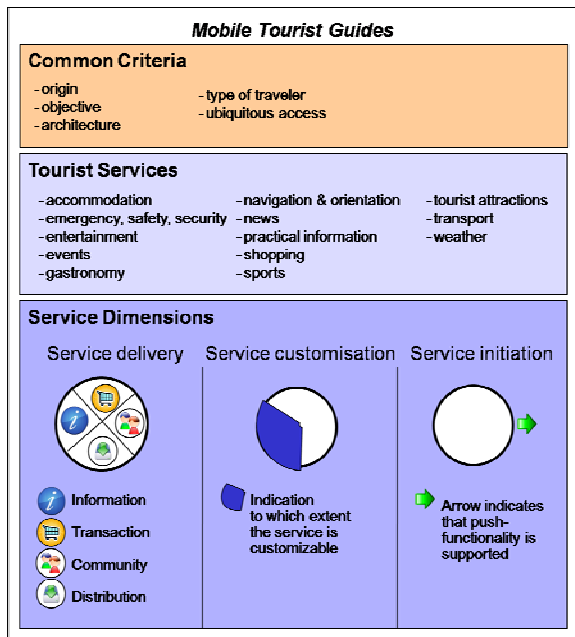 Mobile Tourist Guides
Common Criteria
- origin
- objective
- architecture
- type of traveler
- ubiquitous access
Tourist Services
- accommodation
- emergency, safety, security
- entertainment
- events
- gastronomy
- navigation & orientation
- news
- practical information
- shopping
- sports
- tourist attractions
- transport
- weather
Service Dimensions
Service delivery
i
i Information
Transaction
Community
Distribution
Service customisation
Indication
to which extent
the service is
customizable
Service initiation
Arrow indicates
that push-
functionality is
supported